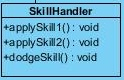 SkillHandler
+applySkill1() : void
+applySkill2() : void
+dodgeSkill() : void